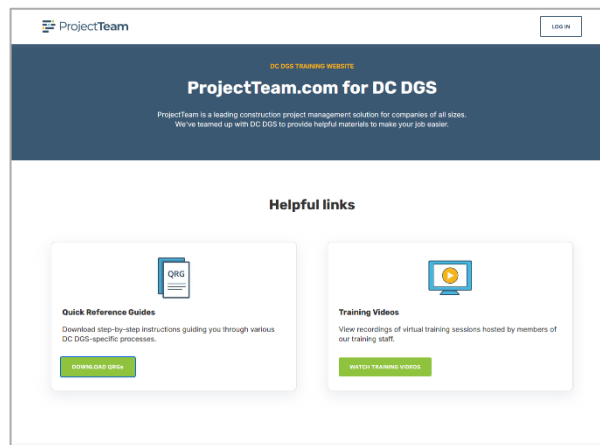 ProjectTeam
LOG IN
DC DGS TRAINING WEBSITE
ProjectTeam.com for DC DGS
ProjectTeam is a leading construction project management solution for companies of all sizes.
We've teamed up with DC DGS to provide helpful materials to make your job easier.
Helpful links
QRG
Quick Reference Guides
Download step-by-step instructions guiding you through various
DC DGS-specific processes.
DOWNLOAD QRGs
Training Videos
View recordings of virtual training sessions hosted by members of
our training staff.
WATCH TRAINING VIDEOS